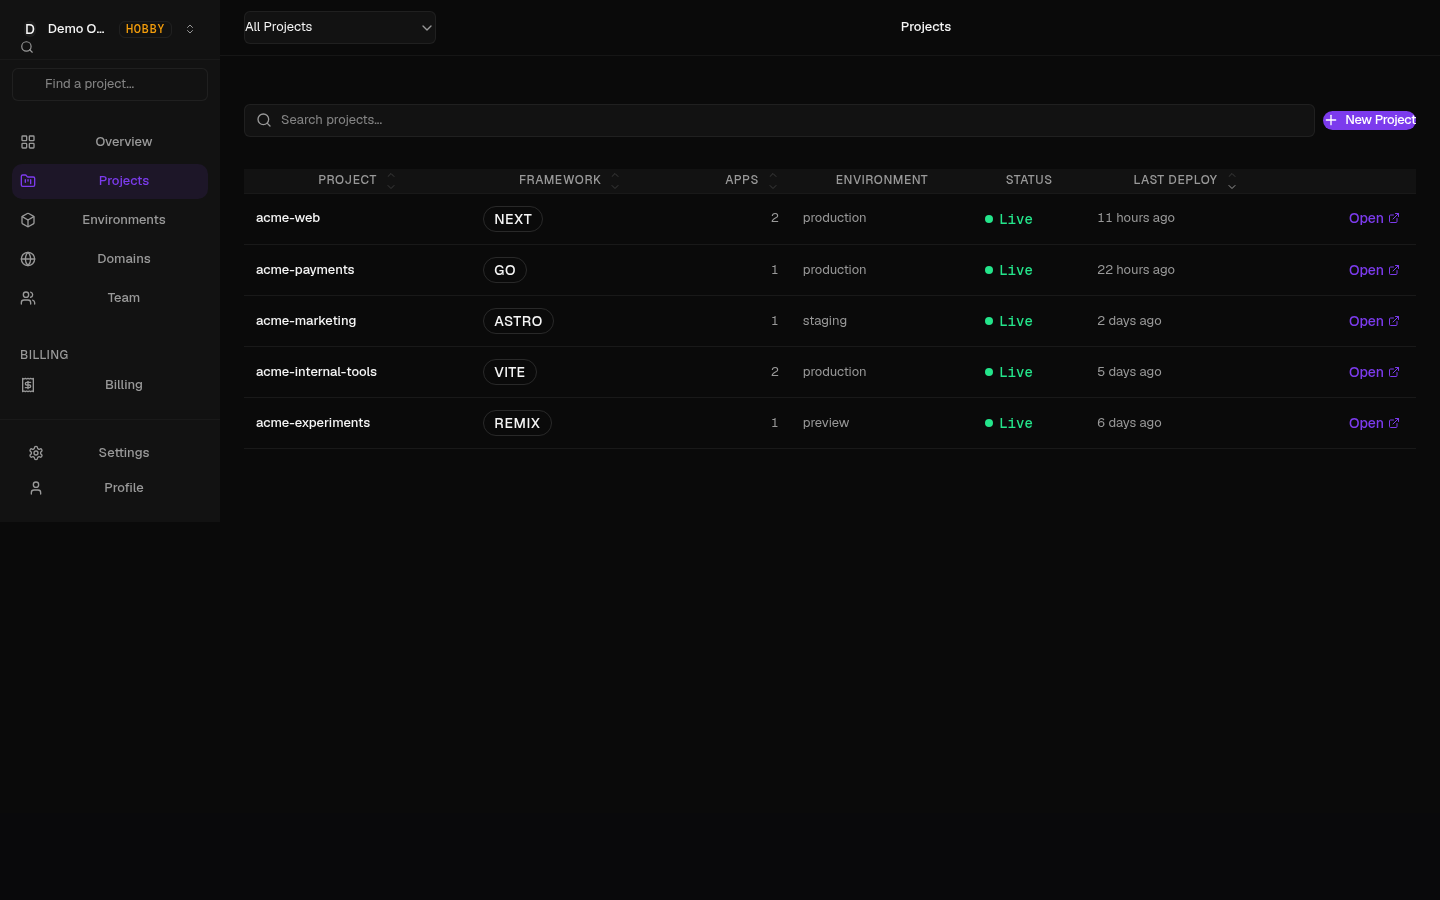 D Demo O... HOBBY
Find a project...
Overview
Projects
Environments
Domains
Team
BILLING
Billing
Settings
Profile
All Projects
Projects
Search projects...
New Project
PROJECT FRAMEWORK APPS ENVIRONMENT STATUS LAST DEPLOY
acme-web NEXT 2 production Live 11 hours ago Open
acme-payments GO 1 production Live 22 hours ago Open
acme-marketing ASTRO 1 staging Live 2 days ago Open
acme-internal-tools VITE 2 production Live 5 days ago Open
acme-experiments REMIX 1 preview Live 6 days ago Open